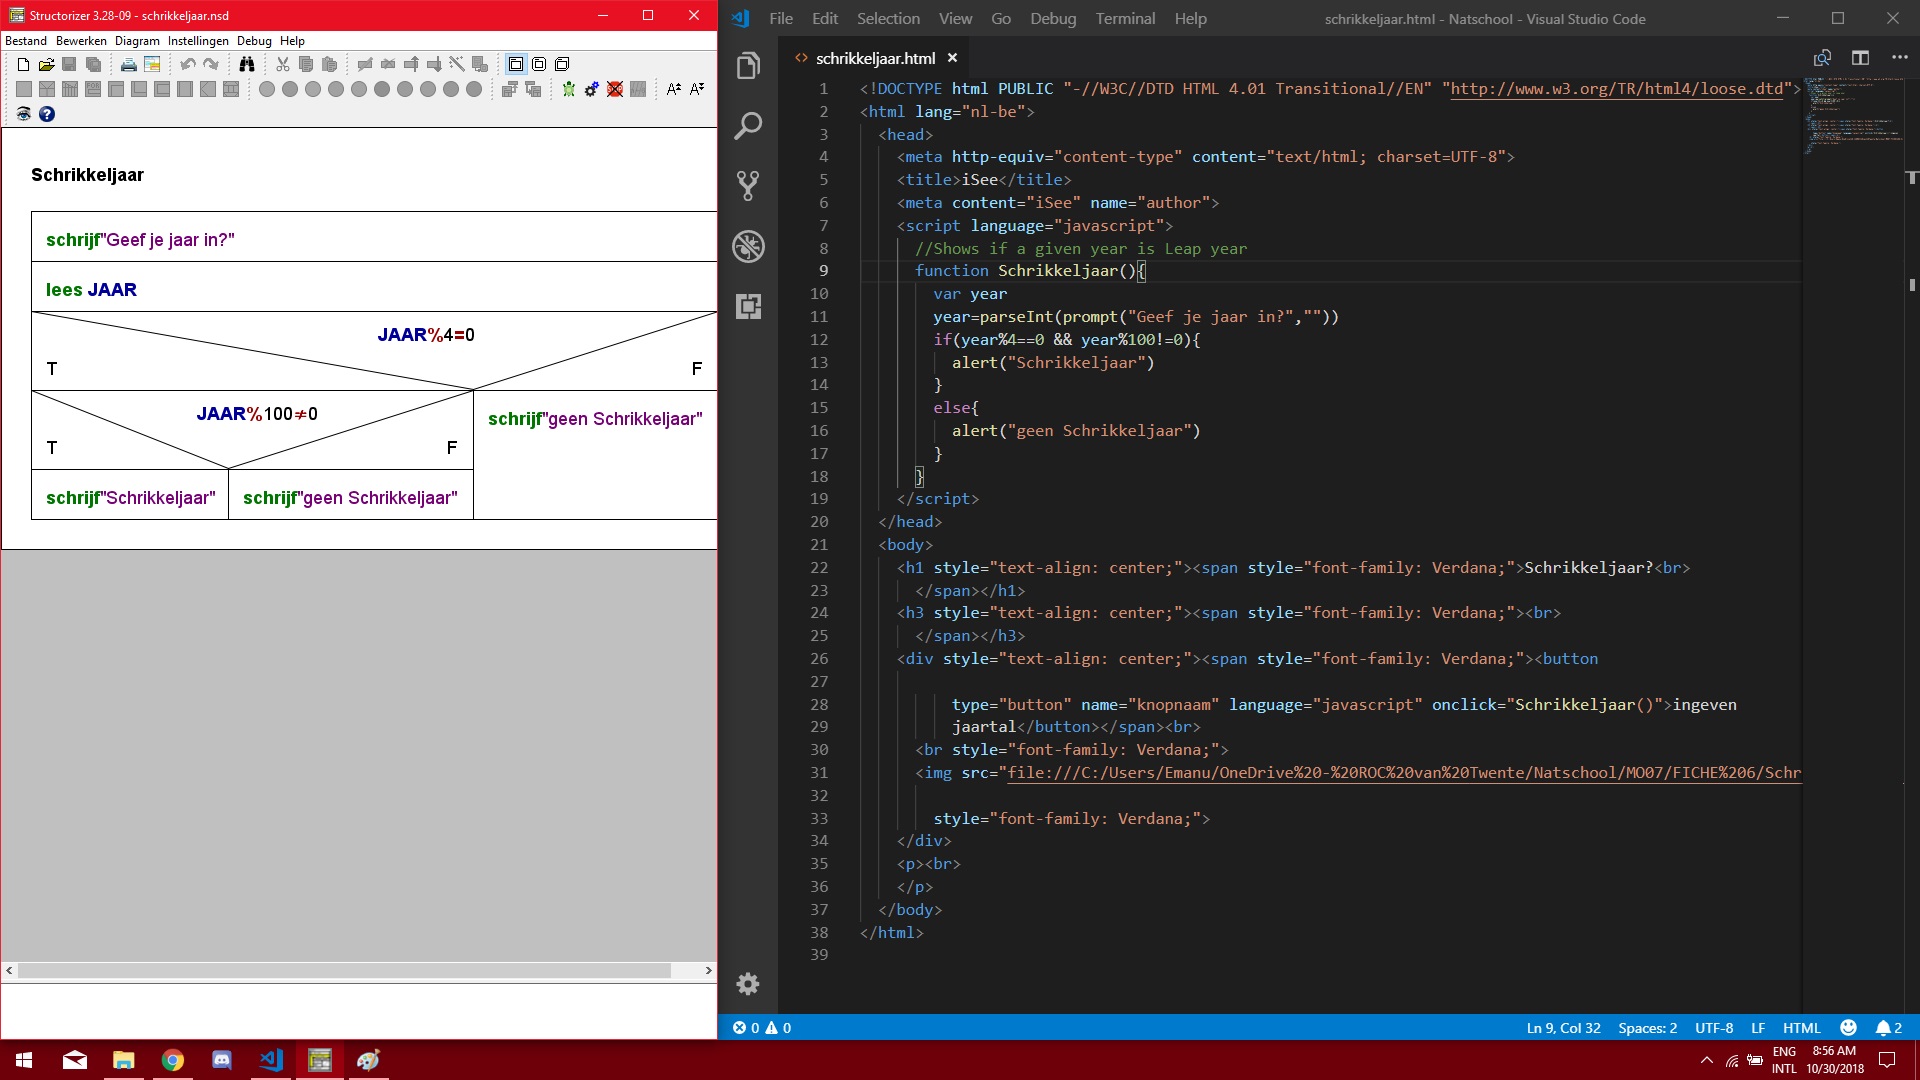 Structorizer 3.28-09 - schrikkeljaar.nsd
Bestand Bewerken Diagram Instellingen Debug Help
Schrikkeljaar
schrijf"Geef je jaar in?"
lees JAAR
JAAR%4=0
T F
JAAR%100≠0
T F
schrijf"geen Schrikkeljaar"
schrijf"Schrikkeljaar"
schrijf"geen Schrikkeljaar"
File Edit Selection View Go Debug Terminal Help
schrikkeljaar.html - Natschool - Visual Studio Code
schrikkeljaar.html
1 <!DOCTYPE html PUBLIC "-//W3C//DTD HTML 4.01 Transitional//EN" "http://www.w3.org/TR/html4/loose.dtd">
2 <html lang="nl-be">
3 <head>
4 <meta http-equiv="content-type" content="text/html; charset=UTF-8">
5 <title>iSee</title>
6 <meta content="iSee" name="author">
7 <script language="javascript">
8 //Shows if a given year is Leap year
9 function Schrikkeljaar(){
10 var year
11 year=parseInt(prompt("Geef je jaar in?",""))
12 if(year%4==0 && year%100!=0){
13 alert("Schrikkeljaar")
14 }
15 else{
16 alert("geen Schrikkeljaar")
17 }
18 }
19 </script>
20 </head>
21 <body>
22 <h1 style="text-align: center;"><span style="font-family: Verdana;">Schrikkeljaar?<br>
23 </span></h1>
24 <h3 style="text-align: center;"><span style="font-family: Verdana;"><br>
25 </span></h3>
26 <div style="text-align: center;"><span style="font-family: Verdana;"><button
27
28 type="button" name="knopnaam" language="javascript" onclick="Schrikkeljaar()">ingeven
29 jaartal</button></span><br>
30 <br style="font-family: Verdana;">
31 <img src="file:///C:/Users/Emanu/OneDrive%20-%20ROC%20van%20Twente/Natschool/MO07/FICHE%206/Schr
32
33 style="font-family: Verdana;">
34 </div>
35 <p><br>
36 </p>
37 </body>
38 </html>
39
0 0
Ln 9, Col 32 Spaces: 2 UTF-8 LF HTML 2
ENG
INTL
8:56 AM
10/30/2018